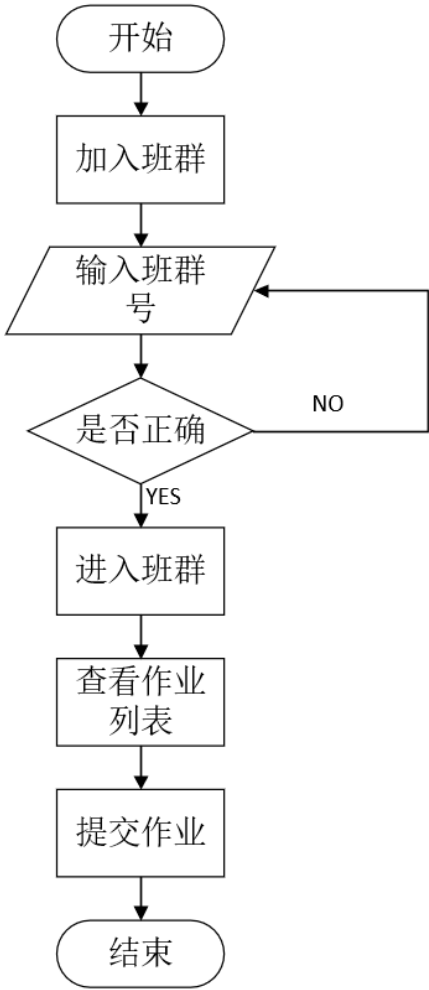 开始
加入班群
输入班群
号
是否正确
NO
YES
进入班群
查看作业
列表
提交作业
结束